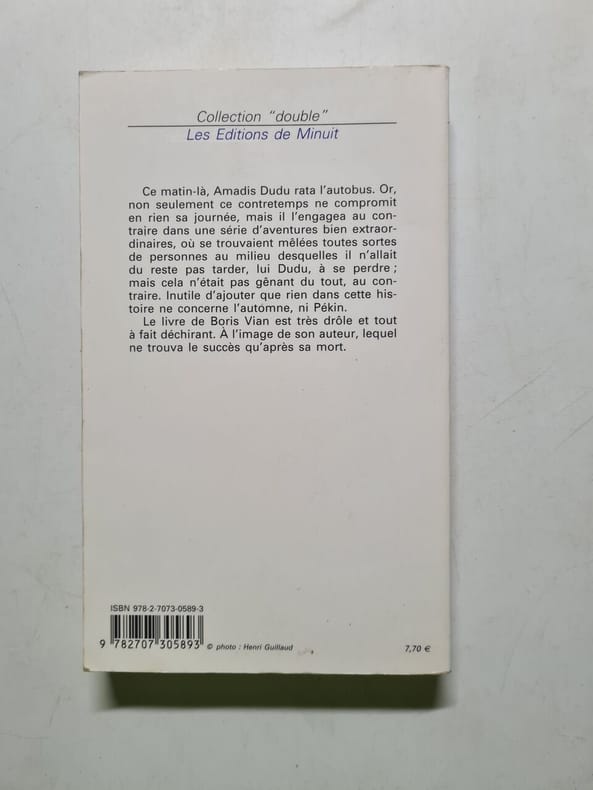 Collection "double"
Les Editions de Minuit
Ce matin-là, Amadis Dudu rata l'autobus. Or,
non seulement ce contretemps ne compromit
en rien sa journée, mais il l'engagea au con-
traire dans une série d'aventures bien extraor-
dinaires, où se trouvaient mêlées toutes sortes
de personnes au milieu desquelles il n'allait
du reste pas tarder, lui Dudu, à se perdre ;
mais cela n'était pas gênant du tout, au con-
traire. Inutile d'ajouter que rien dans cette his-
toire ne concerne l'automne, ni Pékin.
Le livre de Boris Vian est très drôle et tout
à fait déchirant. À l'image de son auteur, lequel
ne trouva le succès qu'après sa mort.
ISBN 978-2-7073-0589-3
9 782707 305893
© photo : Henri Guillaud
7,70 €